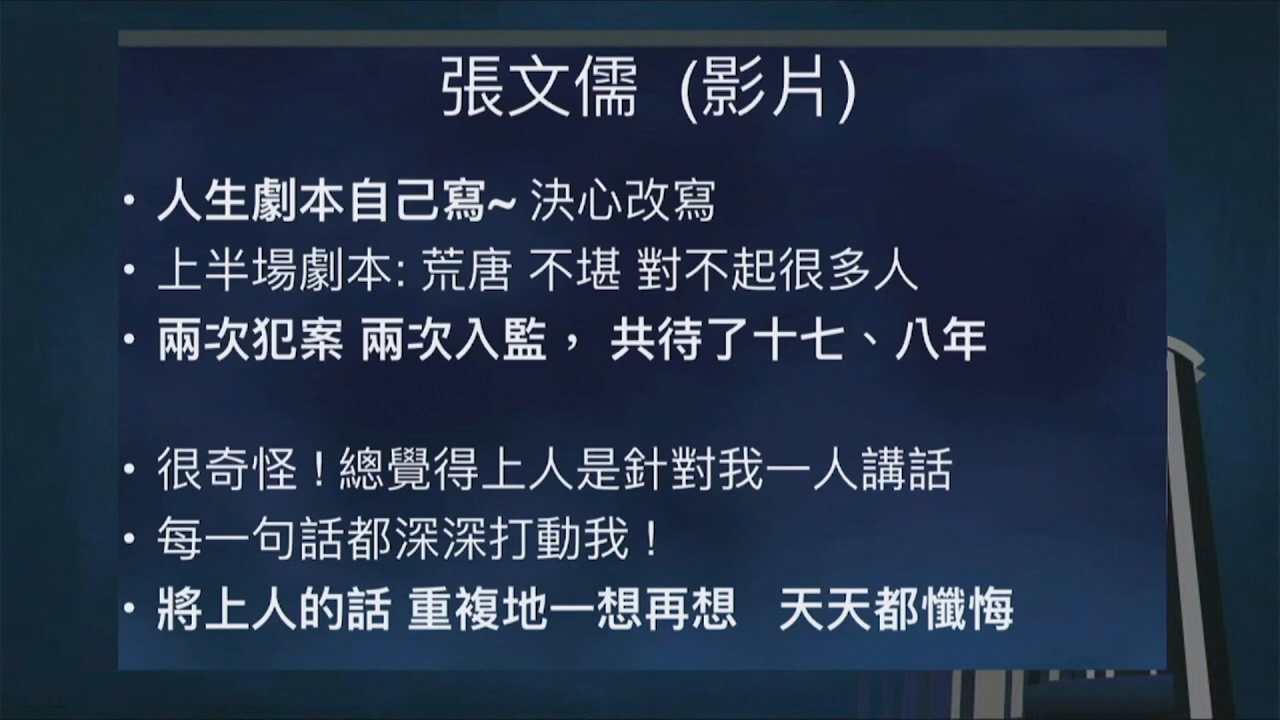 張文儒 (影片)
• 人生劇本自己寫~ 決心改寫
• 上半場劇本: 荒唐 不堪 對不起很多人
• 兩次犯案 兩次入監， 共待了十七、八年
• 很奇怪！總覺得上人是針對我一人講話
• 每一句話都深深打動我！
• 將上人的話 重複地一想再想 天天都懺悔